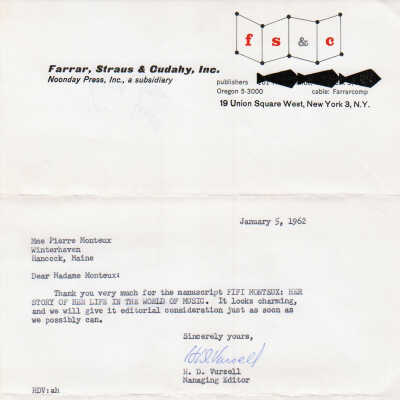 f s & c
Farrar, Straus & Cudahy, Inc.
Noonday Press, Inc., a subsidiary
publishers
Oregon 5-3000 cable: Farrarcomp
19 Union Square West, New York 3, N.Y.
January 5, 1962
Mme Pierre Monteux
Winterhaven
Hancock, Maine
Dear Madame Monteux:
Thank you very much for the manuscript FIFI MONTEUX: HER
STORY OF HER LIFE IN THE WORLD OF MUSIC. It looks charming,
and we will give it editorial consideration just as soon as
we possibly can.
Sincerely yours,
HD Vursell
H. D. Vursell
Managing Editor
HDV:ah